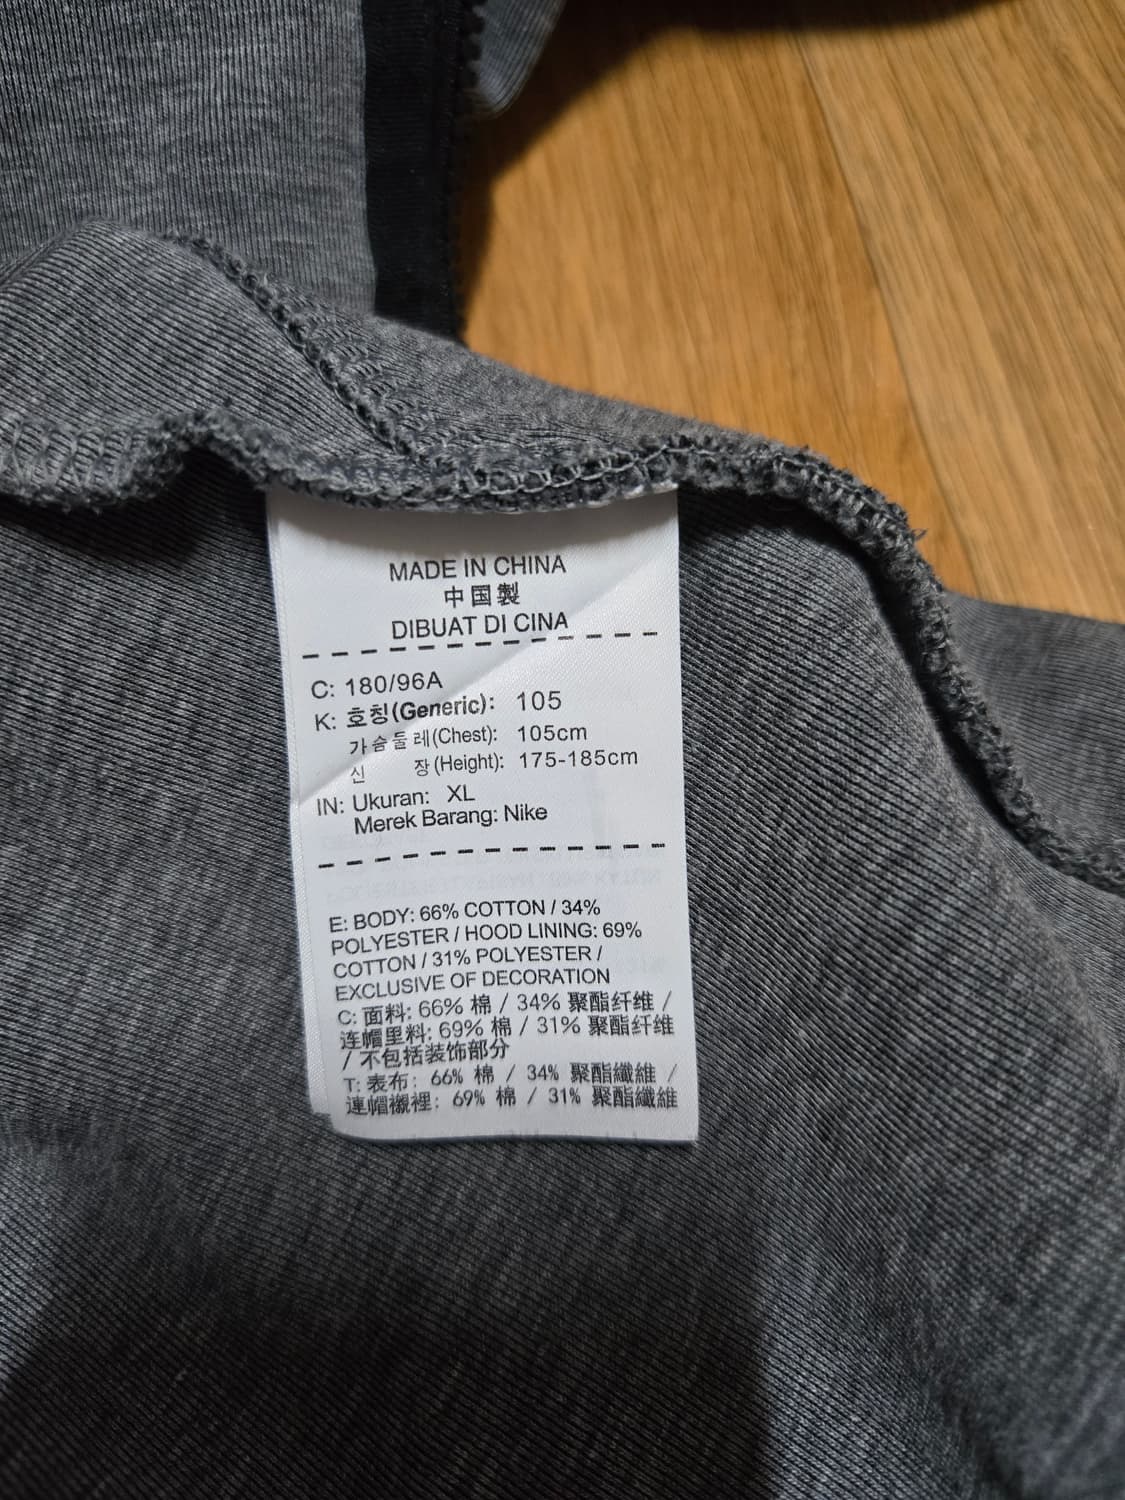 MADE IN CHINA
中国製
DIBUAT DI CINA
C: 180/96A
K: 호칭(Generic): 105
가슴둘레(Chest): 105cm
신 장(Height): 175-185cm
IN: Ukuran: XL
Merek Barang: Nike
E: BODY: 66% COTTON / 34%
POLYESTER / HOOD LINING: 69%
COTTON / 31% POLYESTER /
EXCLUSIVE OF DECORATION
C: 面料: 66% 棉 / 34% 聚酯纤维 /
连帽里料: 69% 棉 / 31% 聚酯纤维
/ 不包括装饰部分
T: 表布: 66% 棉 / 34% 聚酯纖維 /
連帽襯裡: 69% 棉 / 31% 聚酯纖維